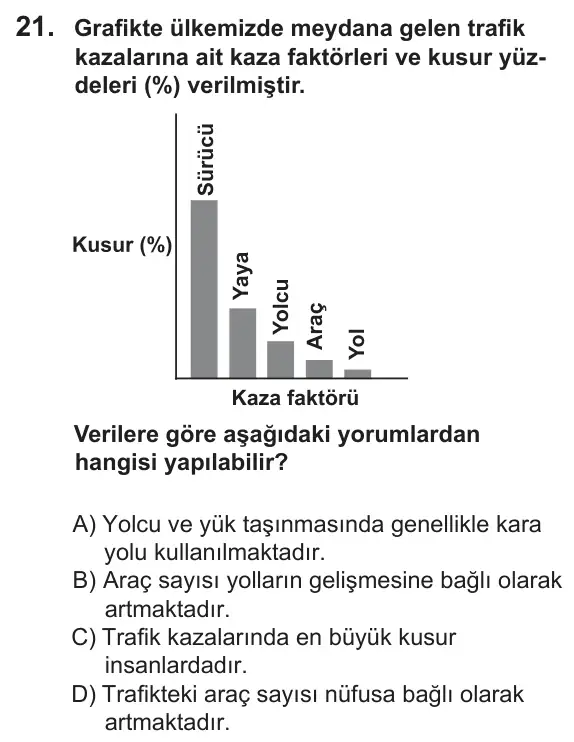 21. Grafikte ülkemizde meydana gelen trafik
kazalarına ait kaza faktörleri ve kusur yüz-
deleri (%) verilmiştir.
Kusur (%)
Sürücü
Yaya
Yolcu
Araç
Yol
Kaza faktörü
Verilere göre aşağıdaki yorumlardan
hangisi yapılabilir?
A) Yolcu ve yük taşınmasında genellikle kara
yolu kullanılmaktadır.
B) Araç sayısı yolların gelişmesine bağlı olarak
artmaktadır.
C) Trafik kazalarında en büyük kusur
insanlardadır.
D) Trafikteki araç sayısı nüfusa bağlı olarak
artmaktadır.